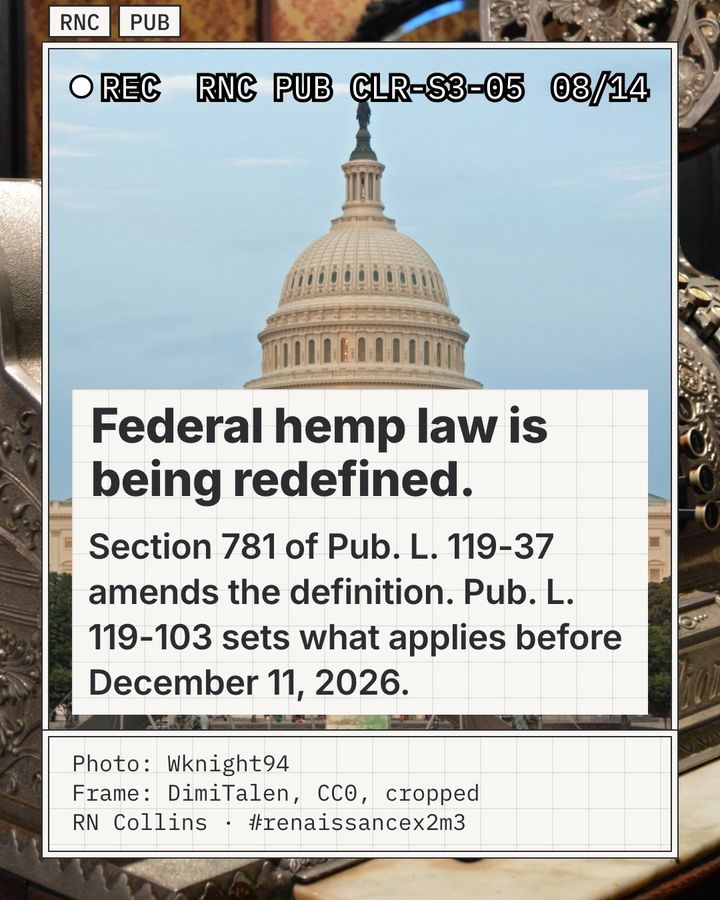 RNC PUB
REC RNC PUB CLR-S3-05 08/14
Federal hemp law is
being redefined.
Section 781 of Pub. L. 119-37
amends the definition. Pub. L.
119-103 sets what applies before
December 11, 2026.
Photo: Wknight94
Frame: DimiTalen, CC0, cropped
RN Collins · #renaissancex2m3